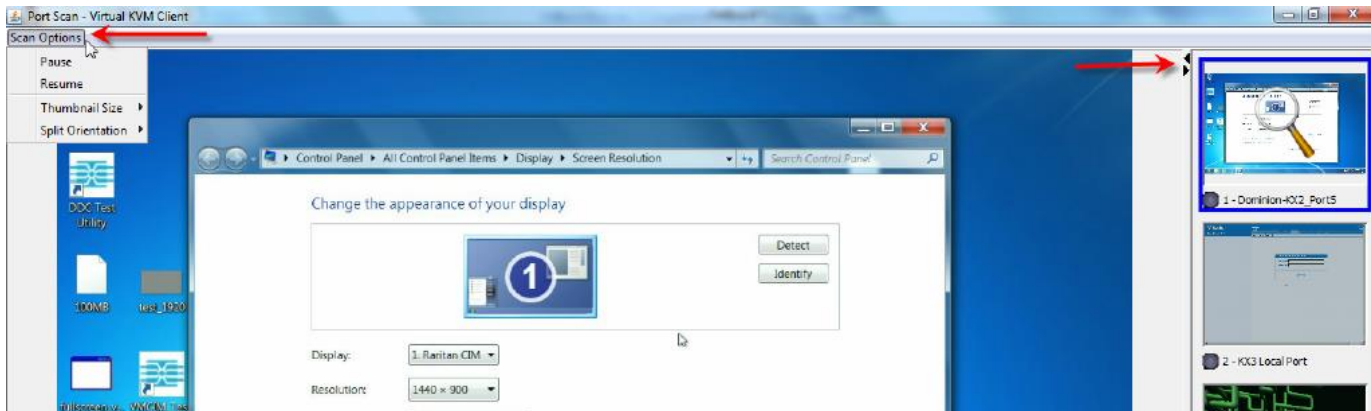 Port Scan - Virtual KVM Client
Scan Options
Pause
Resume
Thumbnail Size
Split Orientation
Control Panel All Control Panel Items Display Screen Resolution
Search Control Panel
Change the appearance of your display
DDC Test
Utility
1
Detect
Identify
100MB
test_1920
Display:
1. Raritan CIM
Resolution:
1440 × 900
1 - Dominion-KX2_Port5
2 - KX3 Local Port